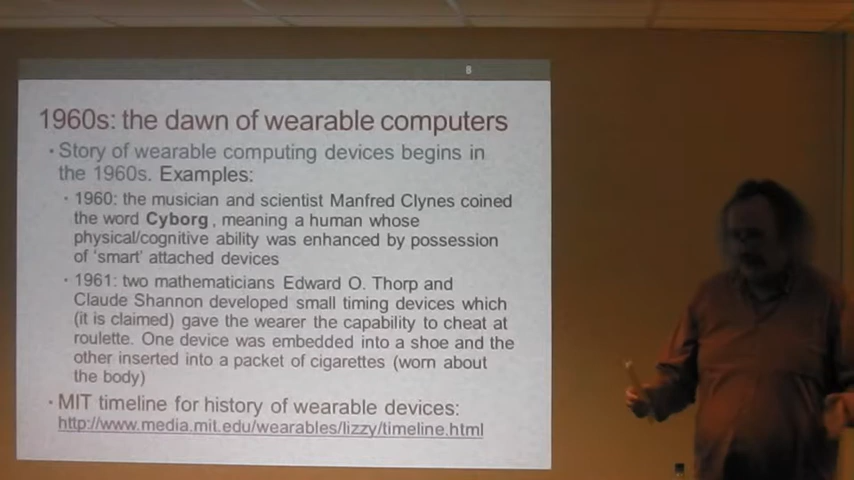 8
1960s: the dawn of wearable computers
• Story of wearable computing devices begins in
the 1960s. Examples:
• 1960: the musician and scientist Manfred Clynes coined
the word Cyborg , meaning a human whose
physical/cognitive ability was enhanced by possession
of ‘smart’ attached devices
• 1961: two mathematicians Edward O. Thorp and
Claude Shannon developed small timing devices which
(it is claimed) gave the wearer the capability to cheat at
roulette. One device was embedded into a shoe and the
other inserted into a packet of cigarettes (worn about
the body)
• MIT timeline for history of wearable devices:
http://www.media.mit.edu/wearables/lizzy/timeline.html